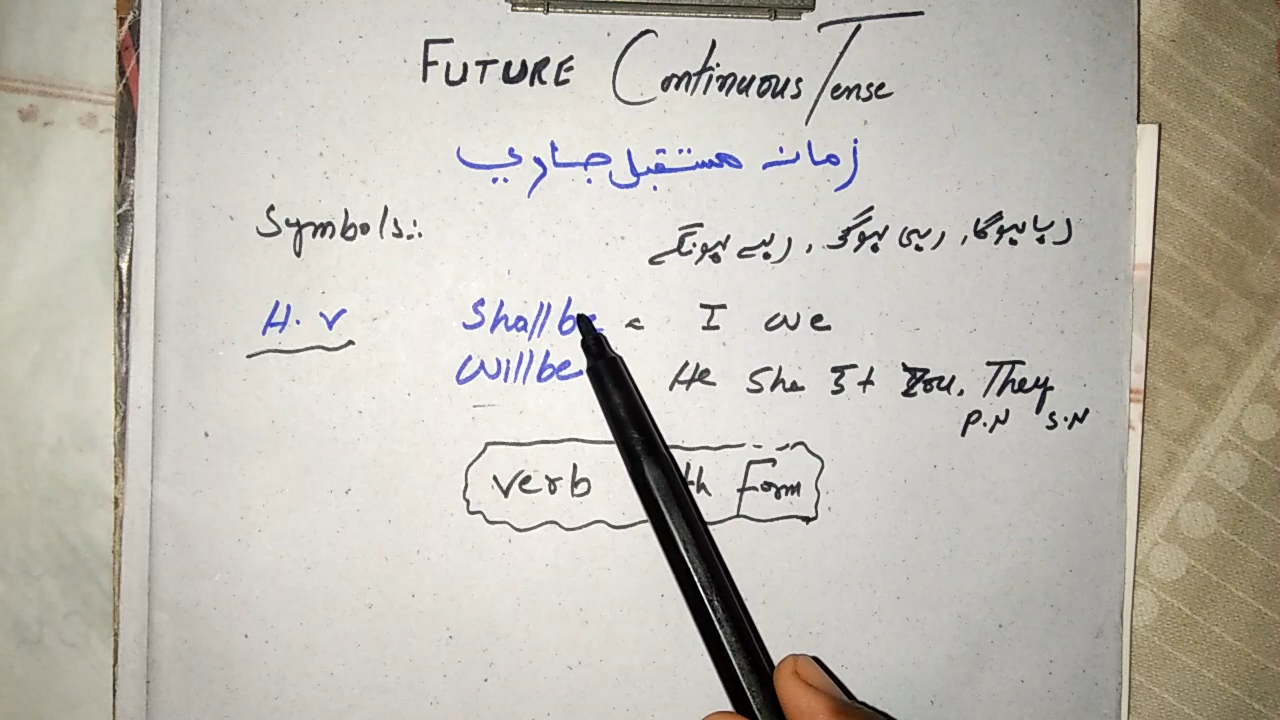 FUTURE Continuous Tense
زمانہ مستقبل جاری
Symbols:
رہا ہوگا، رہی ہوگی، رہے ہونگے
H.V Shall be = I we
Will be He She It You, They
P.N S.N
verb th Form